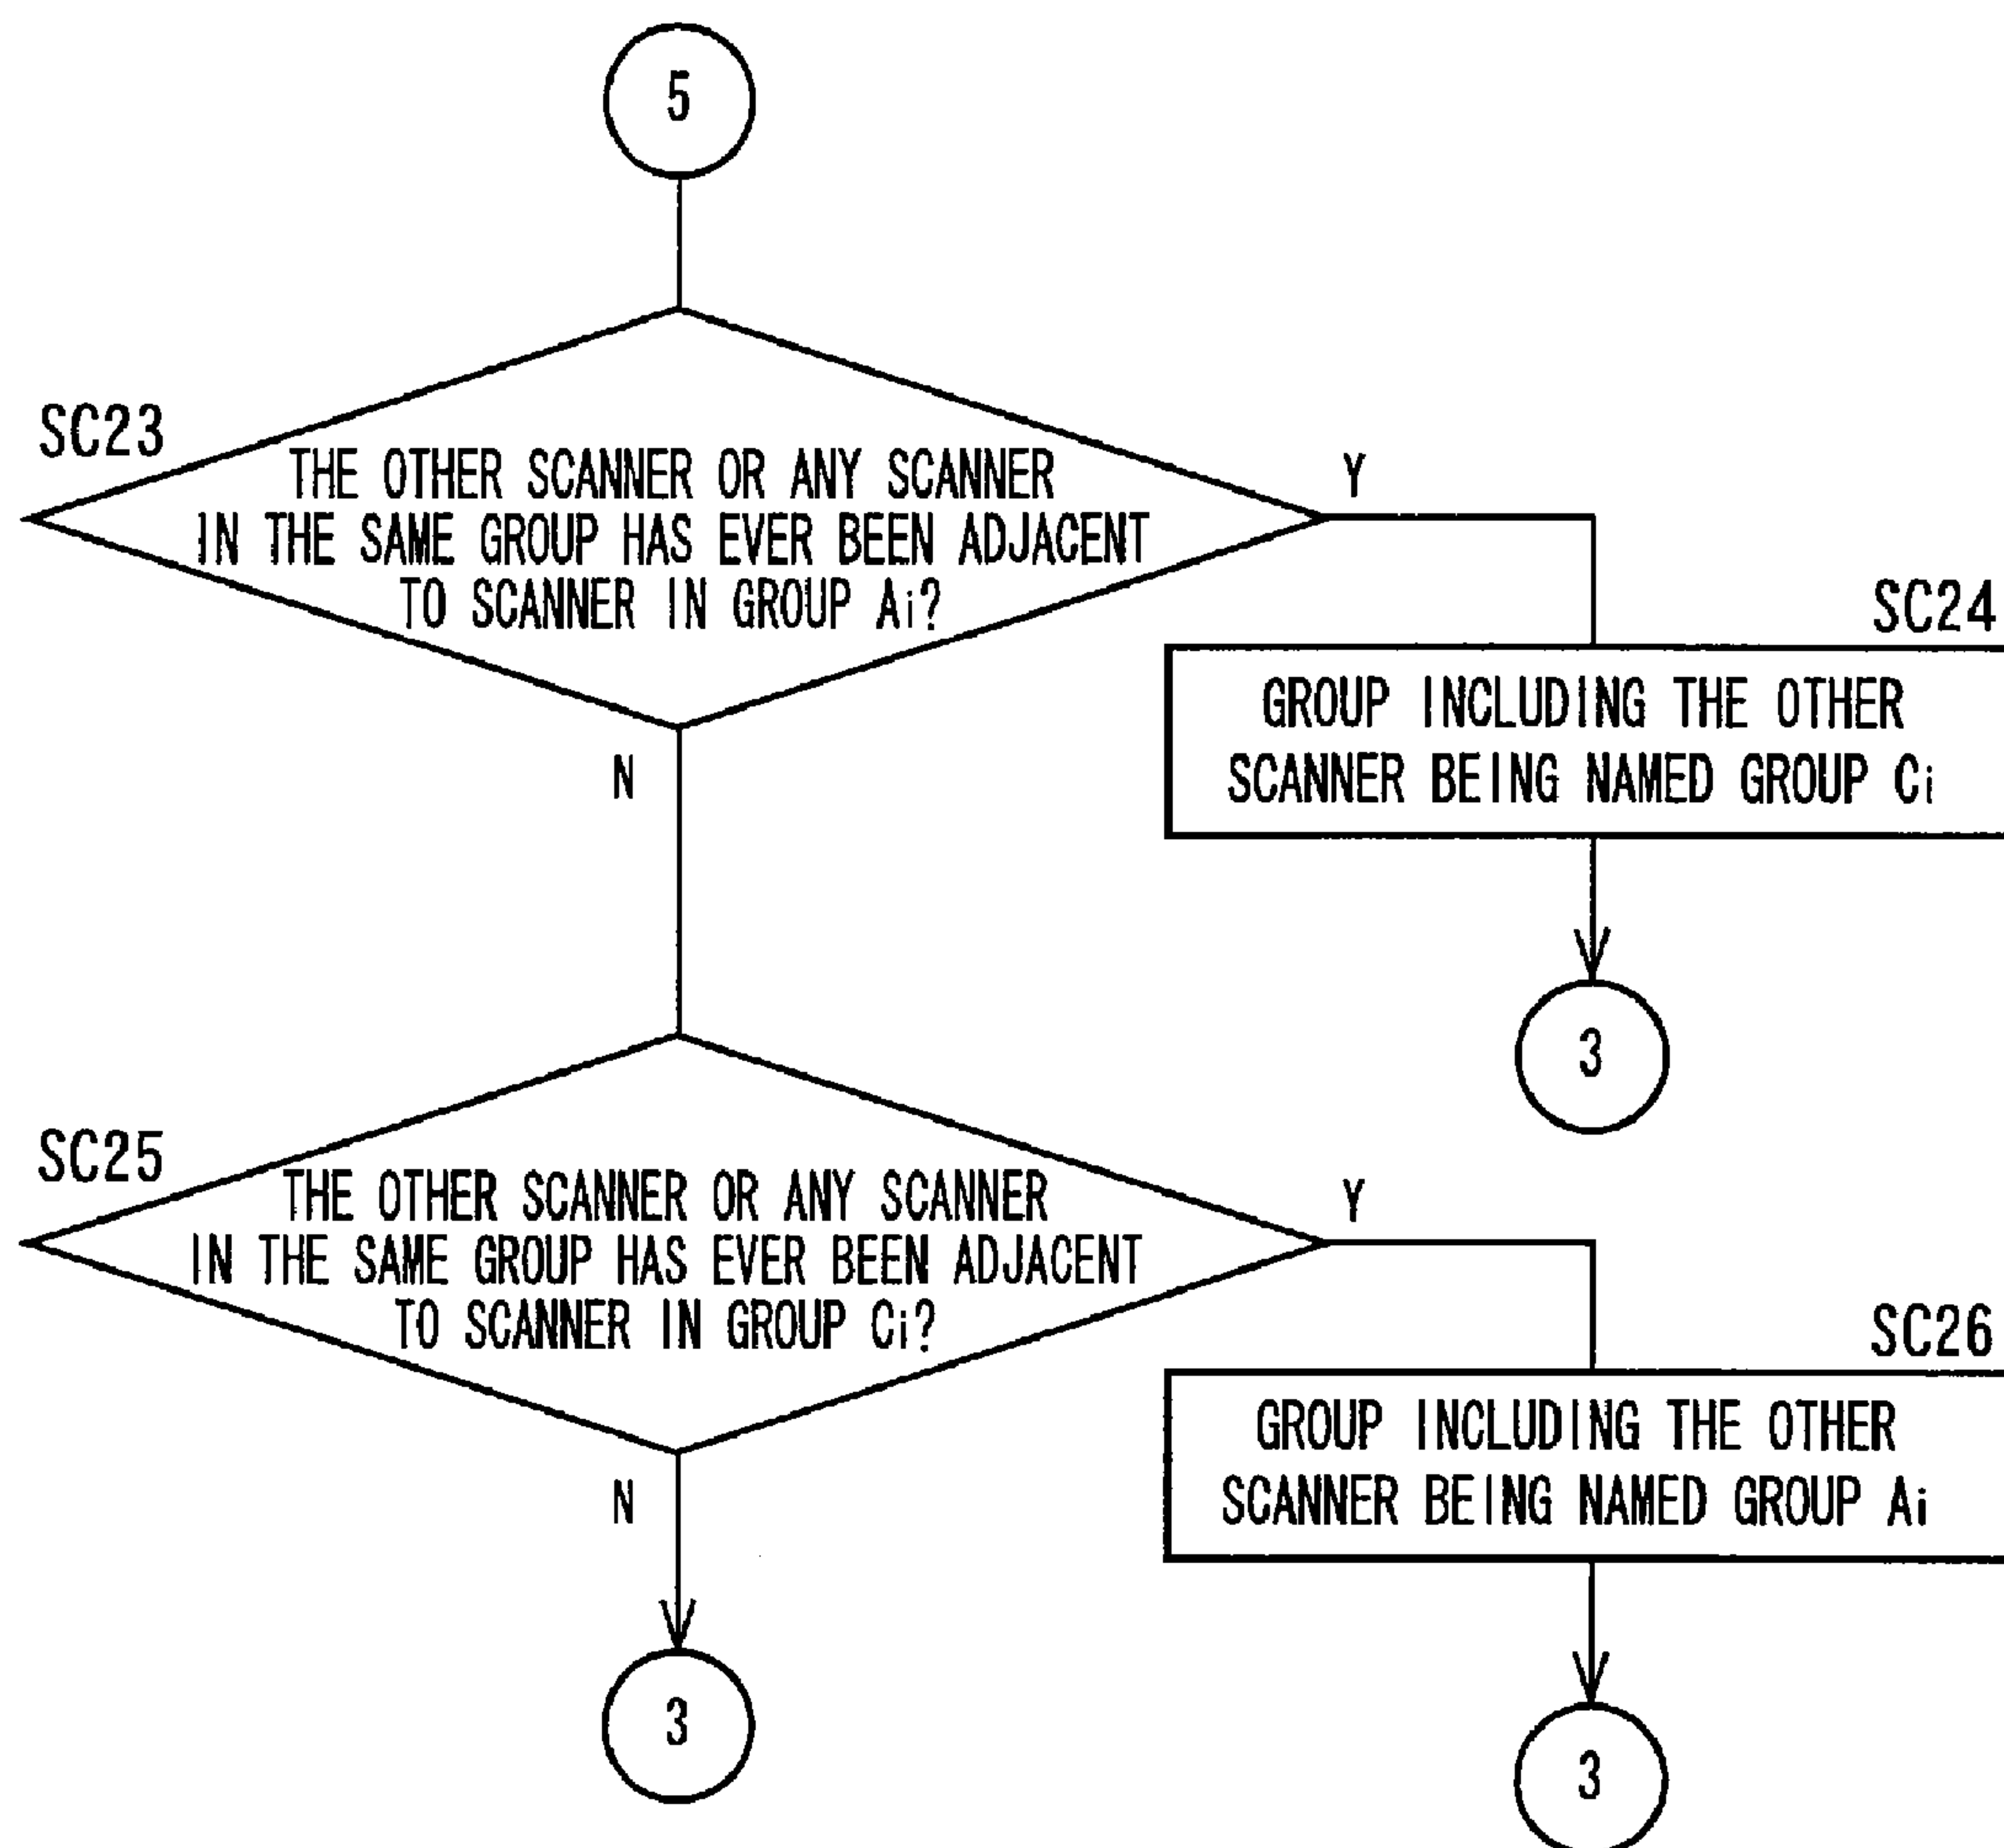 5
SC23
THE OTHER SCANNER OR ANY SCANNER
IN THE SAME GROUP HAS EVER BEEN ADJACENT
TO SCANNER IN GROUP Ai?
Y
SC24
GROUP INCLUDING THE OTHER
SCANNER BEING NAMED GROUP Ci
N
3
SC25
THE OTHER SCANNER OR ANY SCANNER
IN THE SAME GROUP HAS EVER BEEN ADJACENT
TO SCANNER IN GROUP Ci?
Y
SC26
GROUP INCLUDING THE OTHER
SCANNER BEING NAMED GROUP Ai
N
3
3